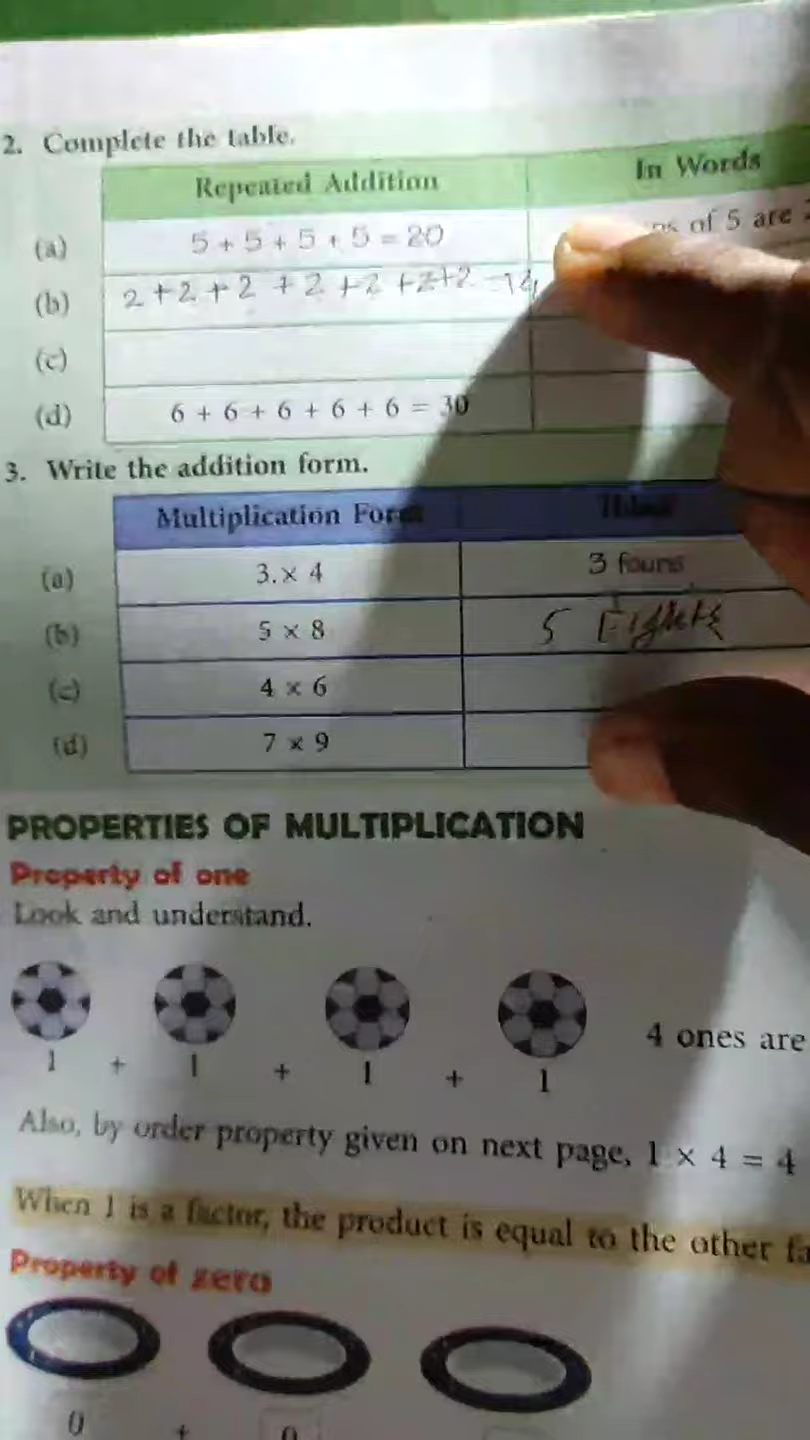 2. Complete the table.
Repeated Addition In Words
(a) 5 + 5 + 5 + 5 = 20 of 5 are
(b) 2 + 2 + 2 + 2 + 2 + 2 + 2
(c)
(d) 6 + 6 + 6 + 6 + 6 = 30
3. Write the addition form.
Multiplication Form
(a) 3 × 4 3 fours
(b) 5 × 8 5 Eights
(c) 4 × 6
(d) 7 × 9
PROPERTIES OF MULTIPLICATION
Property of one
Look and understand.
1 + 1 + 1 + 1 4 ones are
Also, by order property given on next page, 1 × 4 = 4
When 1 is a factor, the product is equal to the other
Property of zero
0 + 0